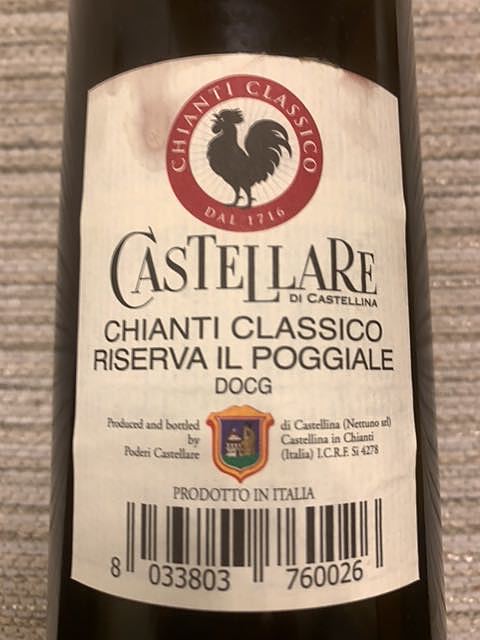 CHIANTI CLASSICO
DAL 1716
CASTELLARE
DI CASTELLINA
CHIANTI CLASSICO
RISERVA IL POGGIALE
DOCG
Produced and bottled
by
Poderi Castellare
di Castellina (Nettuno srl)
Castellina in Chianti
(Italia) I.C.R.F. Si 4278
PRODOTTO IN ITALIA
8 033803 760026